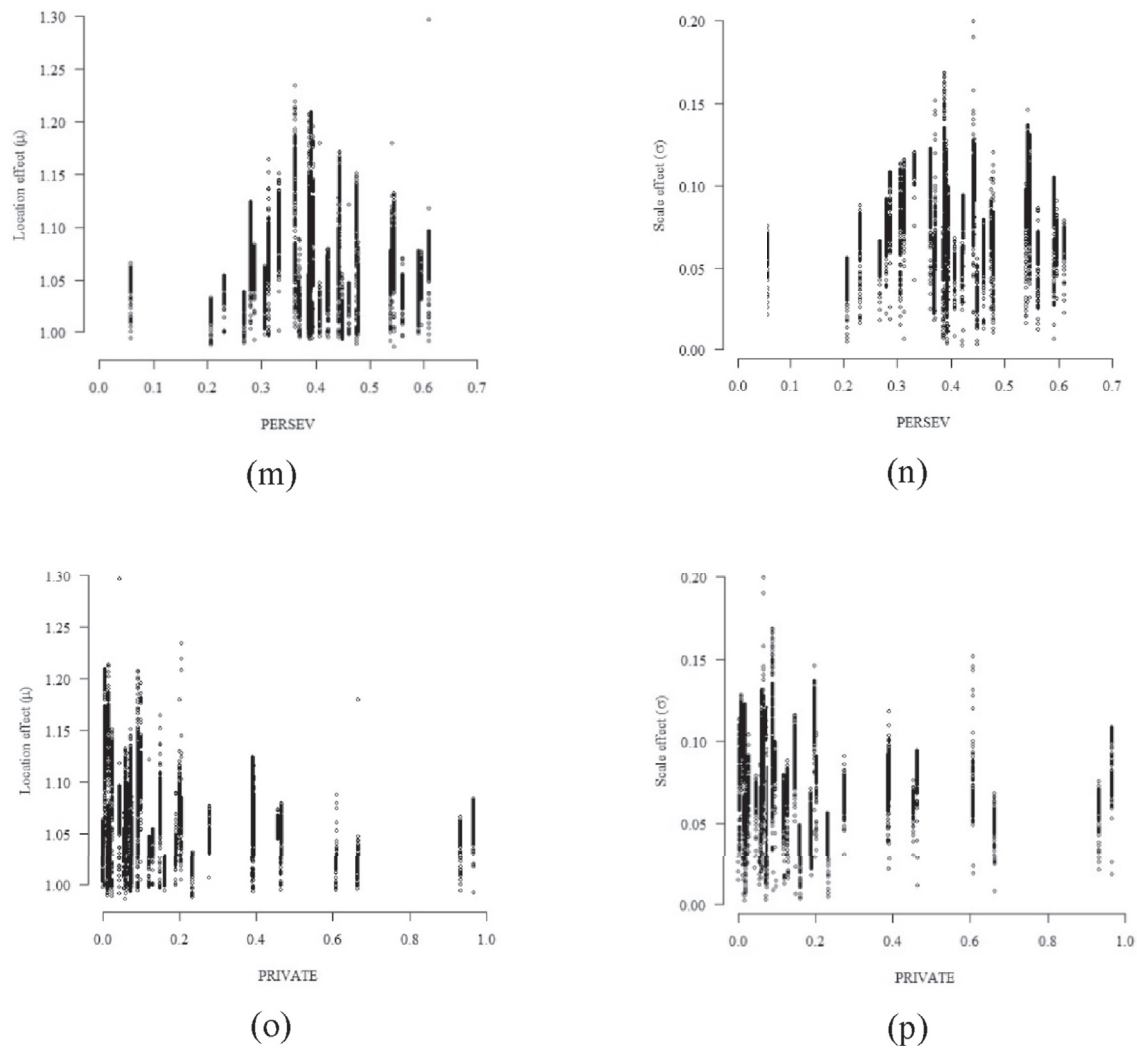 1.30
1.25
1.20
1.15
1.10
1.05
1.00
Location effect (μ)
0.0 0.1 0.2 0.3 0.4 0.5 0.6 0.7
PERSEV
(m)
0.20
0.15
0.10
0.05
0.00
Scale effect (σ)
0.0 0.1 0.2 0.3 0.4 0.5 0.6 0.7
PERSEV
(n)
1.30
1.25
1.20
1.15
1.10
1.05
1.00
Location effect (μ)
0.0 0.2 0.4 0.6 0.8 1.0
PRIVATE
(o)
0.20
0.15
0.10
0.05
0.00
Scale effect (σ)
0.0 0.2 0.4 0.6 0.8 1.0
PRIVATE
(p)